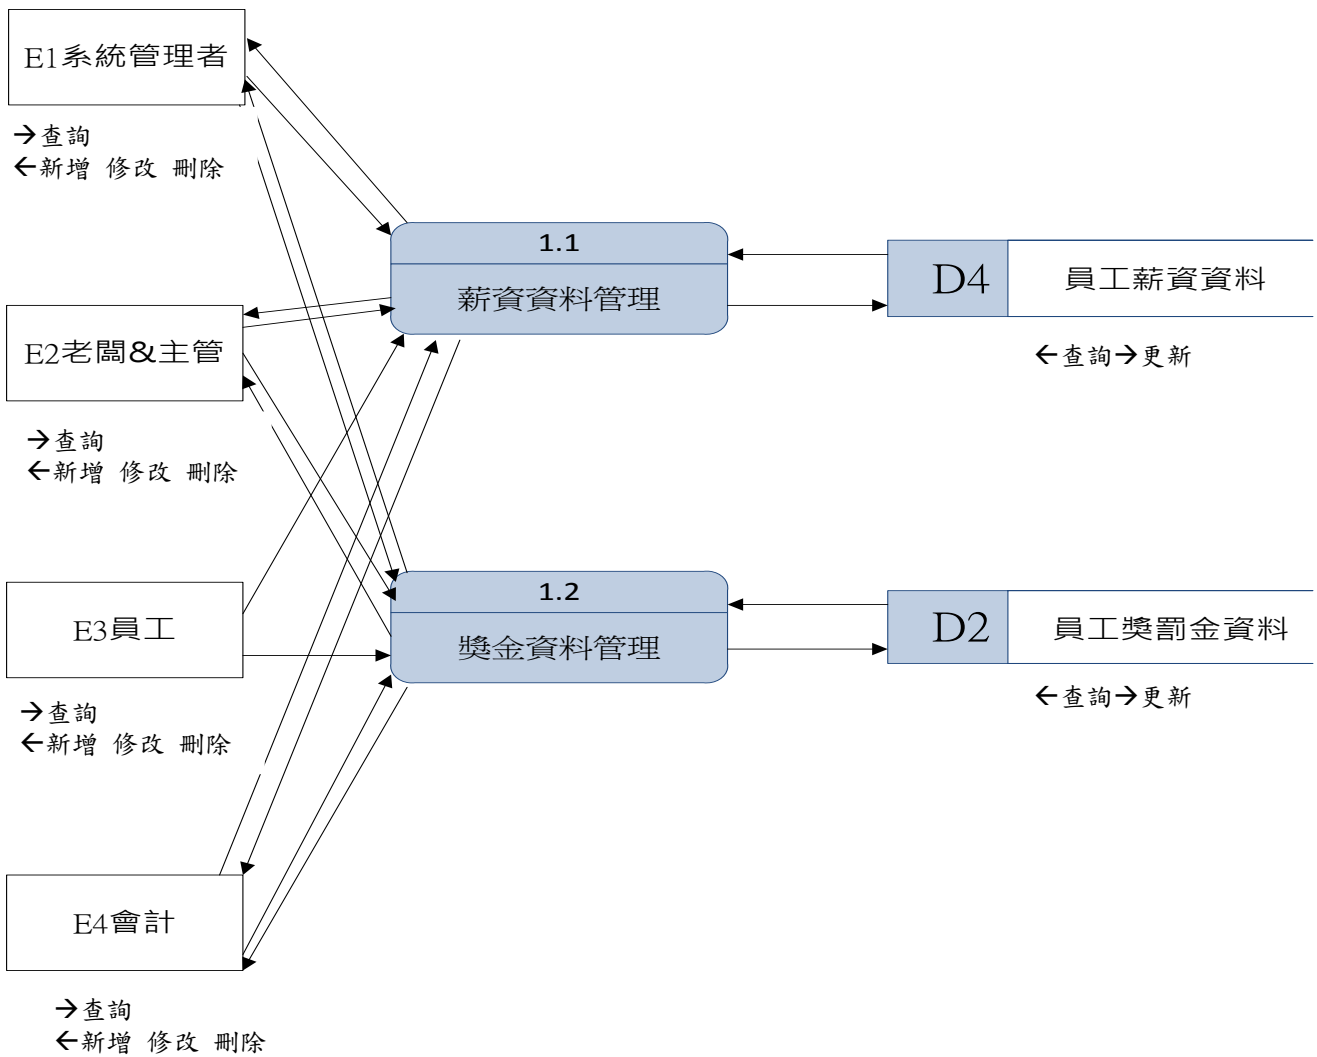 E1系統管理者
→查詢
←新增 修改 刪除
1.1
薪資資料管理
D4
員工薪資資料
←查詢→更新
E2老闆&主管
→查詢
←新增 修改 刪除
1.2
獎金資料管理
D2
員工獎罰金資料
←查詢→更新
E3員工
→查詢
←新增 修改 刪除
E4會計
→查詢
←新增 修改 刪除